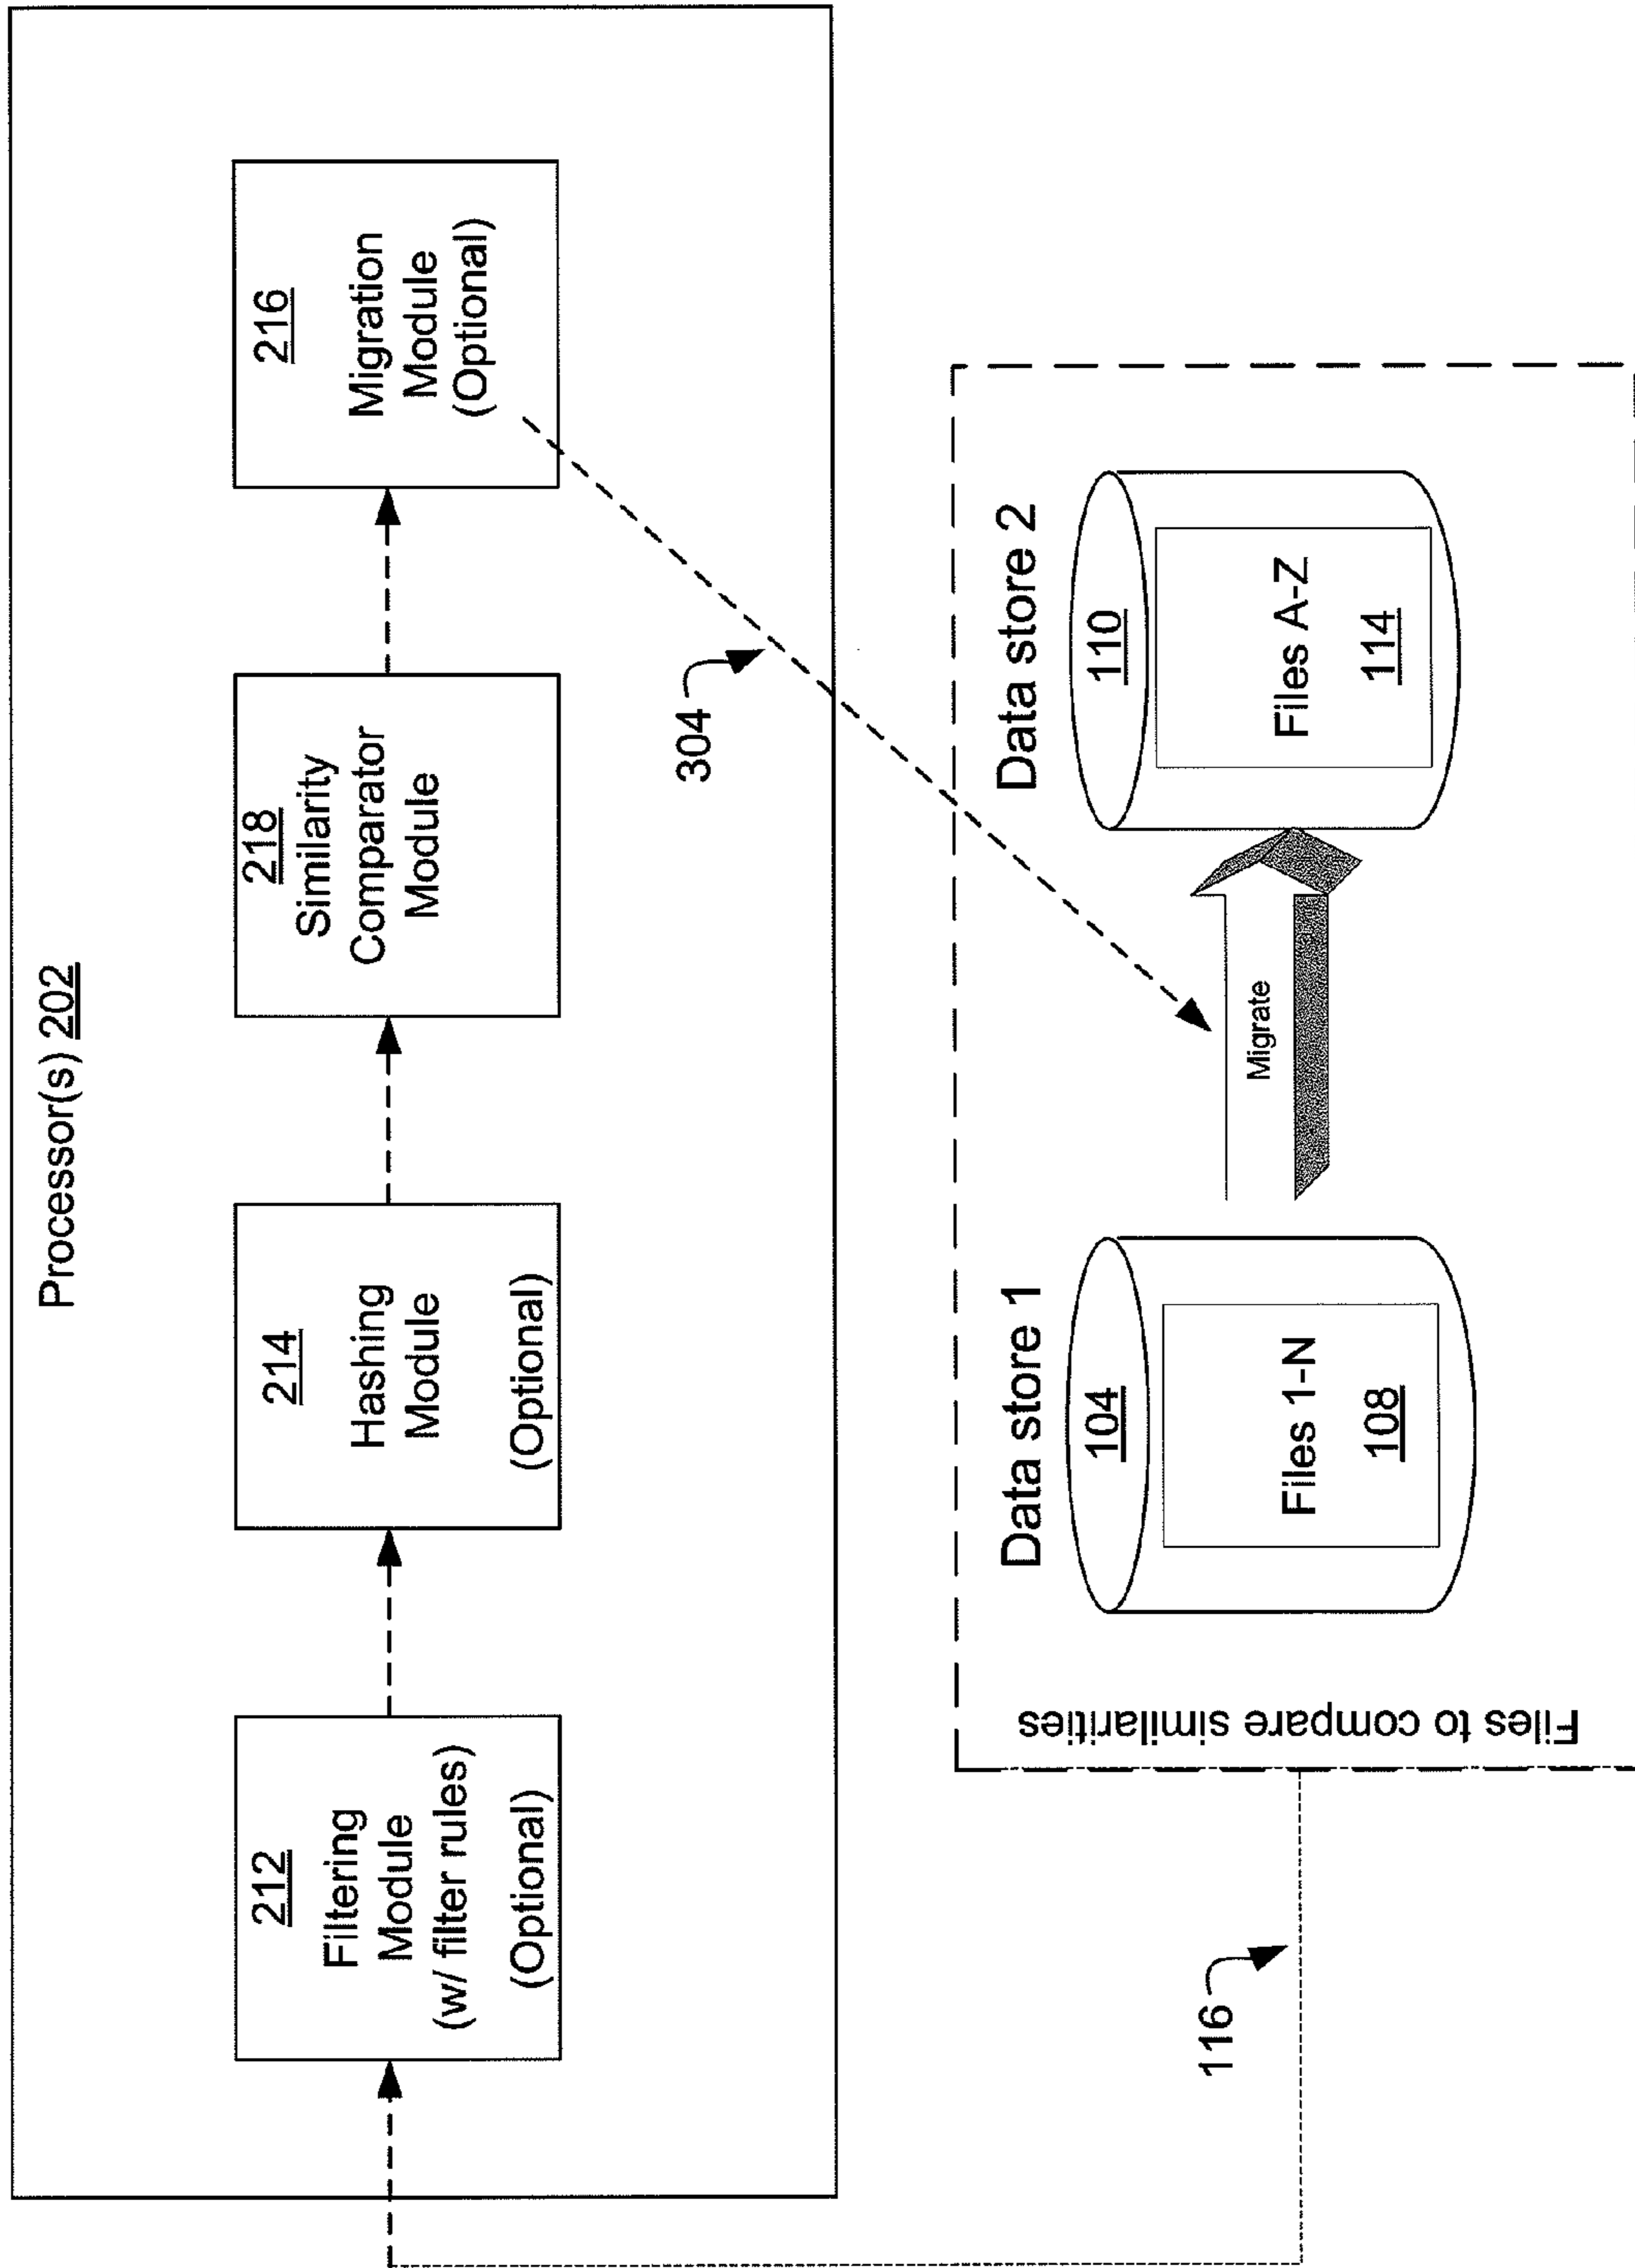 Processor(s) 202
212
Filtering
Module
(w/ filter rules)
(Optional)
214
Hashing
Module
(Optional)
218
Similarity
Comparator
Module
216
Migration
Module
(Optional)
304
116
Files to compare similarities
Data store 1
104
Files 1-N
108
Migrate
Data store 2
110
Files A-Z
114